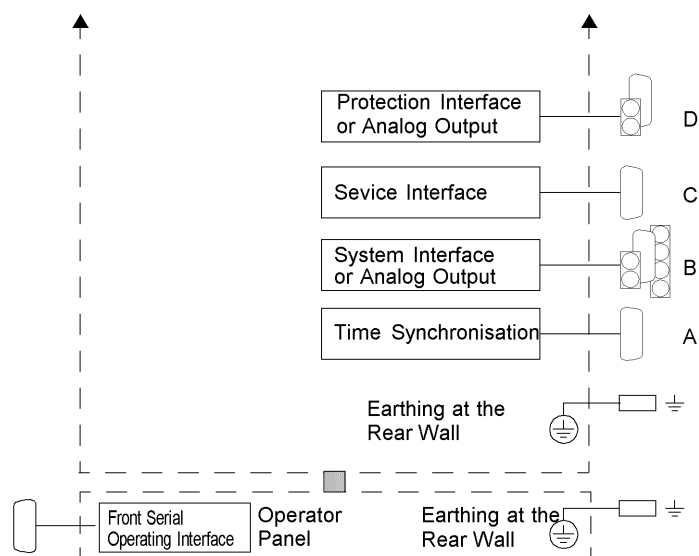 Protection Interface
or Analog Output
D
Sevice Interface
C
System Interface
or Analog Output
B
Time Synchronisation
A
Earthing at the
Rear Wall
Front Serial
Operating Interface
Operator
Panel
Earthing at the
Rear Wall